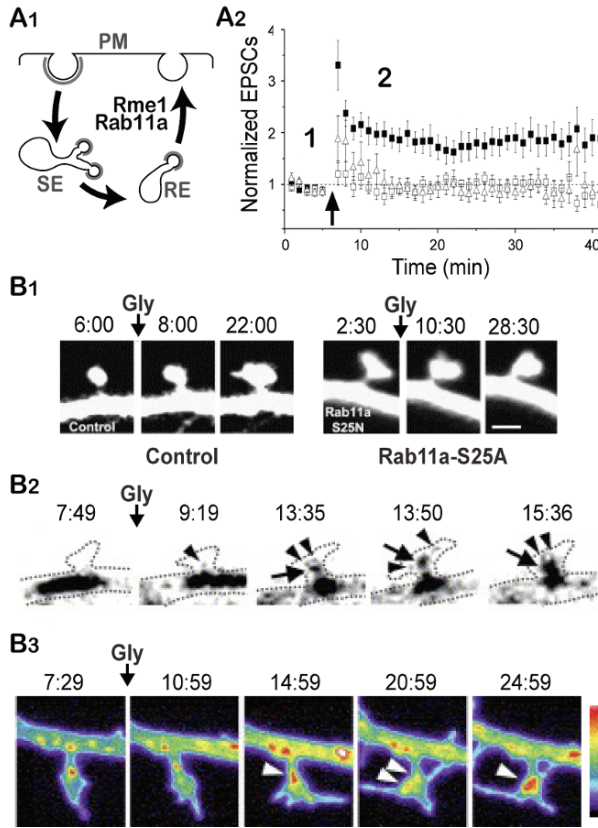 A1
PM
Rme1
Rab11a
SE
RE
A2
Normalized EPSCs
4
3
2
1
2
1
0
10
20
30
40
Time (min)
B1
Gly
6:00 8:00 22:00
Control
Control
Gly
2:30 10:30 28:30
Rab11a
S25N
Rab11a-S25A
B2
Gly
7:49 9:19 13:35 13:50 15:36
B3
Gly
7:29 10:59 14:59 20:59 24:59